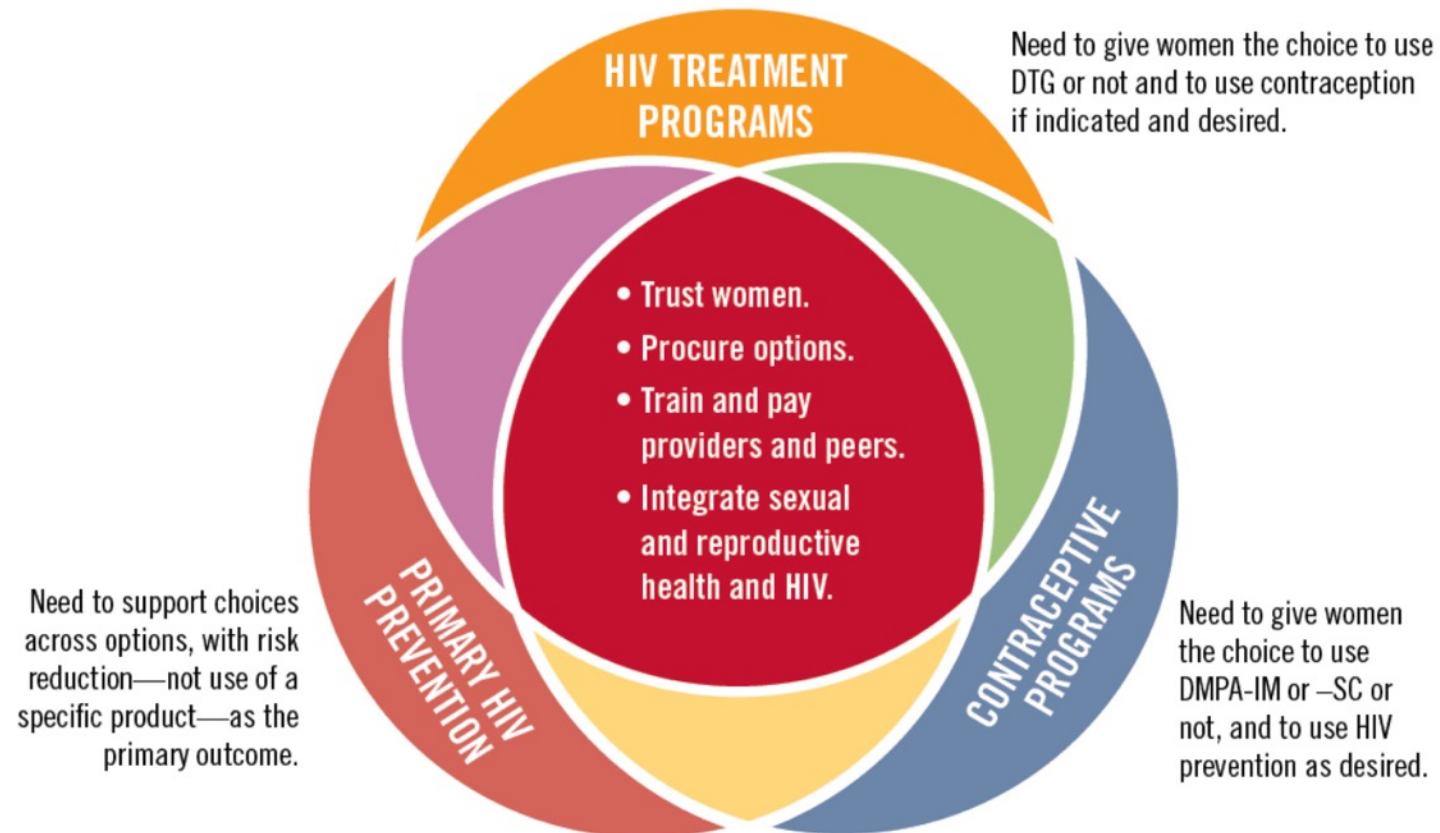 HIV TREATMENT
PROGRAMS
Need to give women the choice to use
DTG or not and to use contraception
if indicated and desired.
• Trust women.
• Procure options.
• Train and pay
providers and peers.
• Integrate sexual
and reproductive
health and HIV.
PRIMARY HIV
PREVENTION
Need to support choices
across options, with risk
reduction—not use of a
specific product—as the
primary outcome.
CONTRACEPTIVE
PROGRAMS
Need to give women
the choice to use
DMPA-IM or –SC or
not, and to use HIV
prevention as desired.